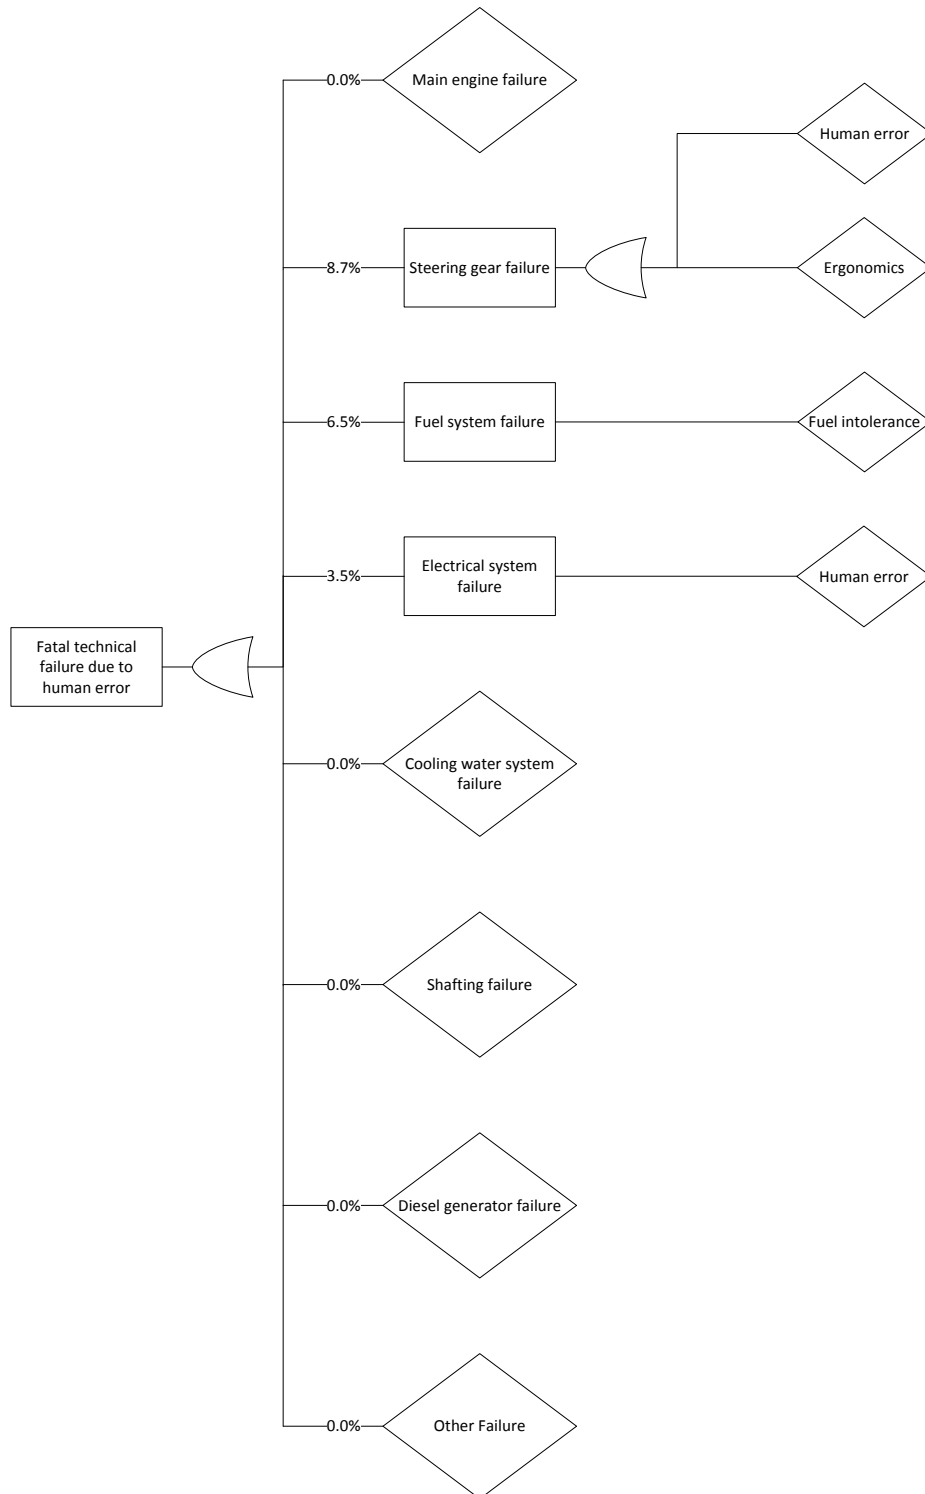 0.0%
Main engine failure
Human error
8.7%
Steering gear failure
Ergonomics
6.5%
Fuel system failure
Fuel intolerance
3.5%
Electrical system
failure
Human error
Fatal technical
failure due to
human error
0.0%
Cooling water system
failure
0.0%
Shafting failure
0.0%
Diesel generator failure
0.0%
Other Failure